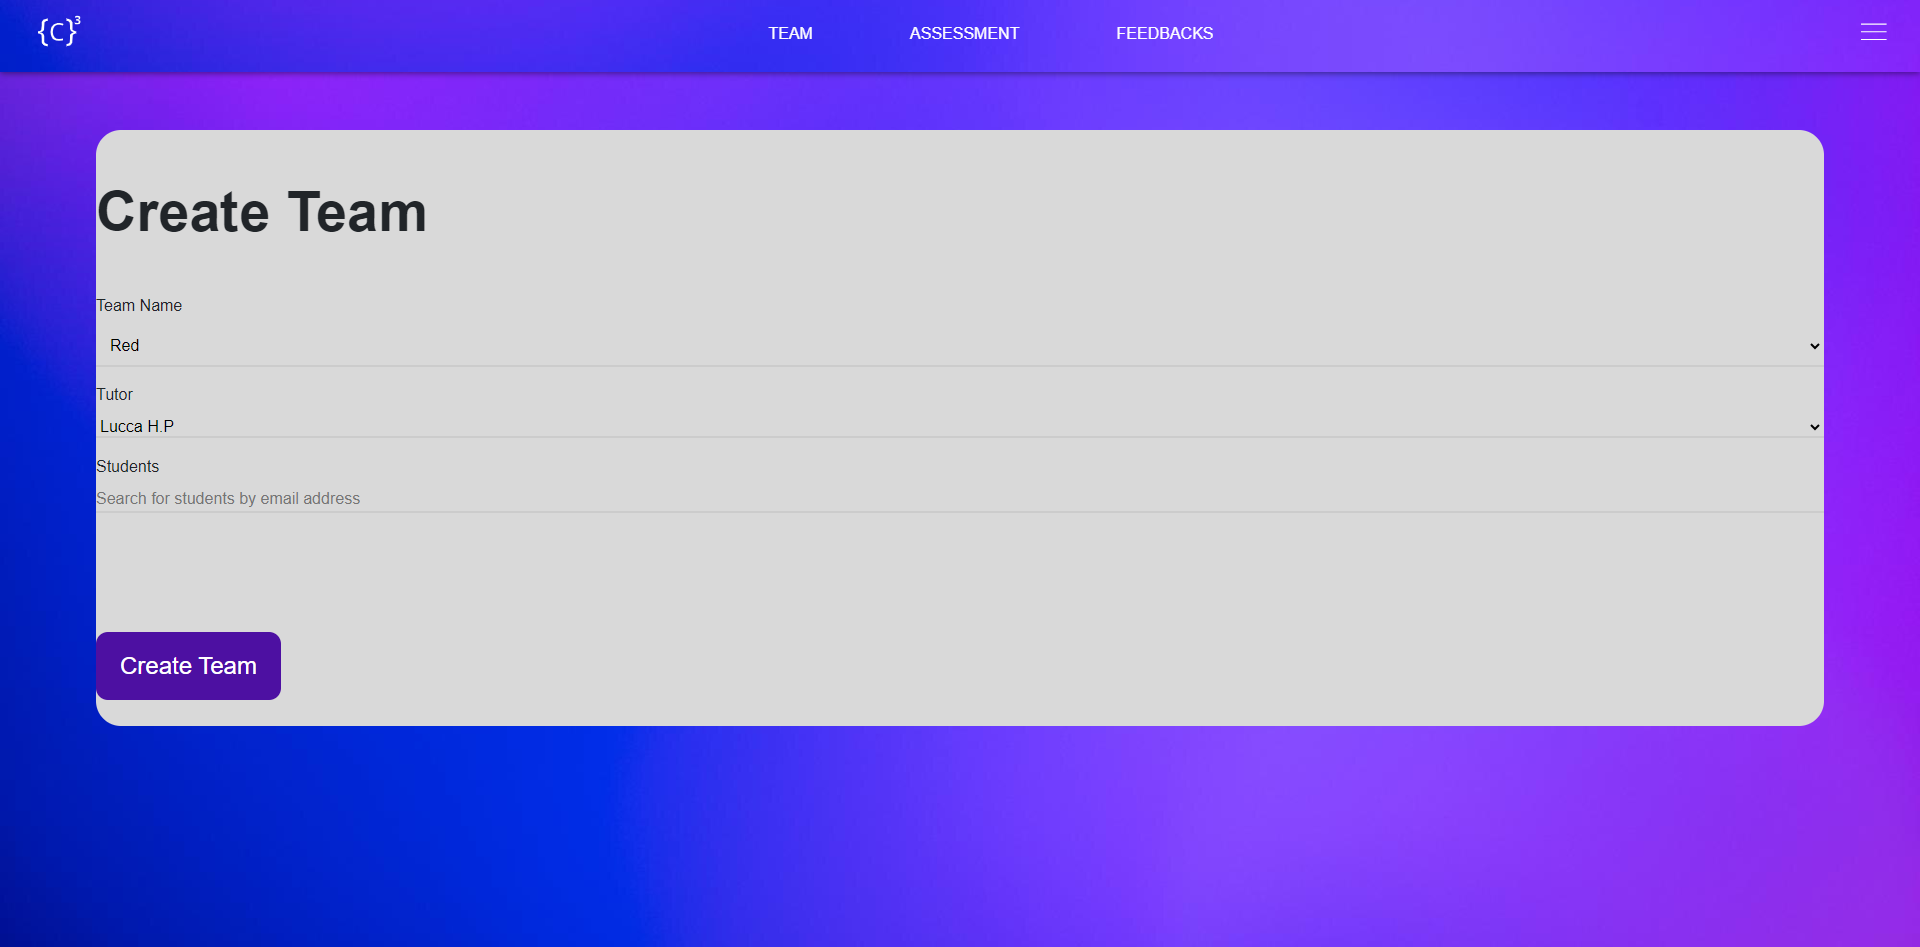 {C}³
TEAM ASSESSMENT FEEDBACKS
Create Team
Team Name
Red
Tutor
Lucca H.P
Students
Search for students by email address
Create Team